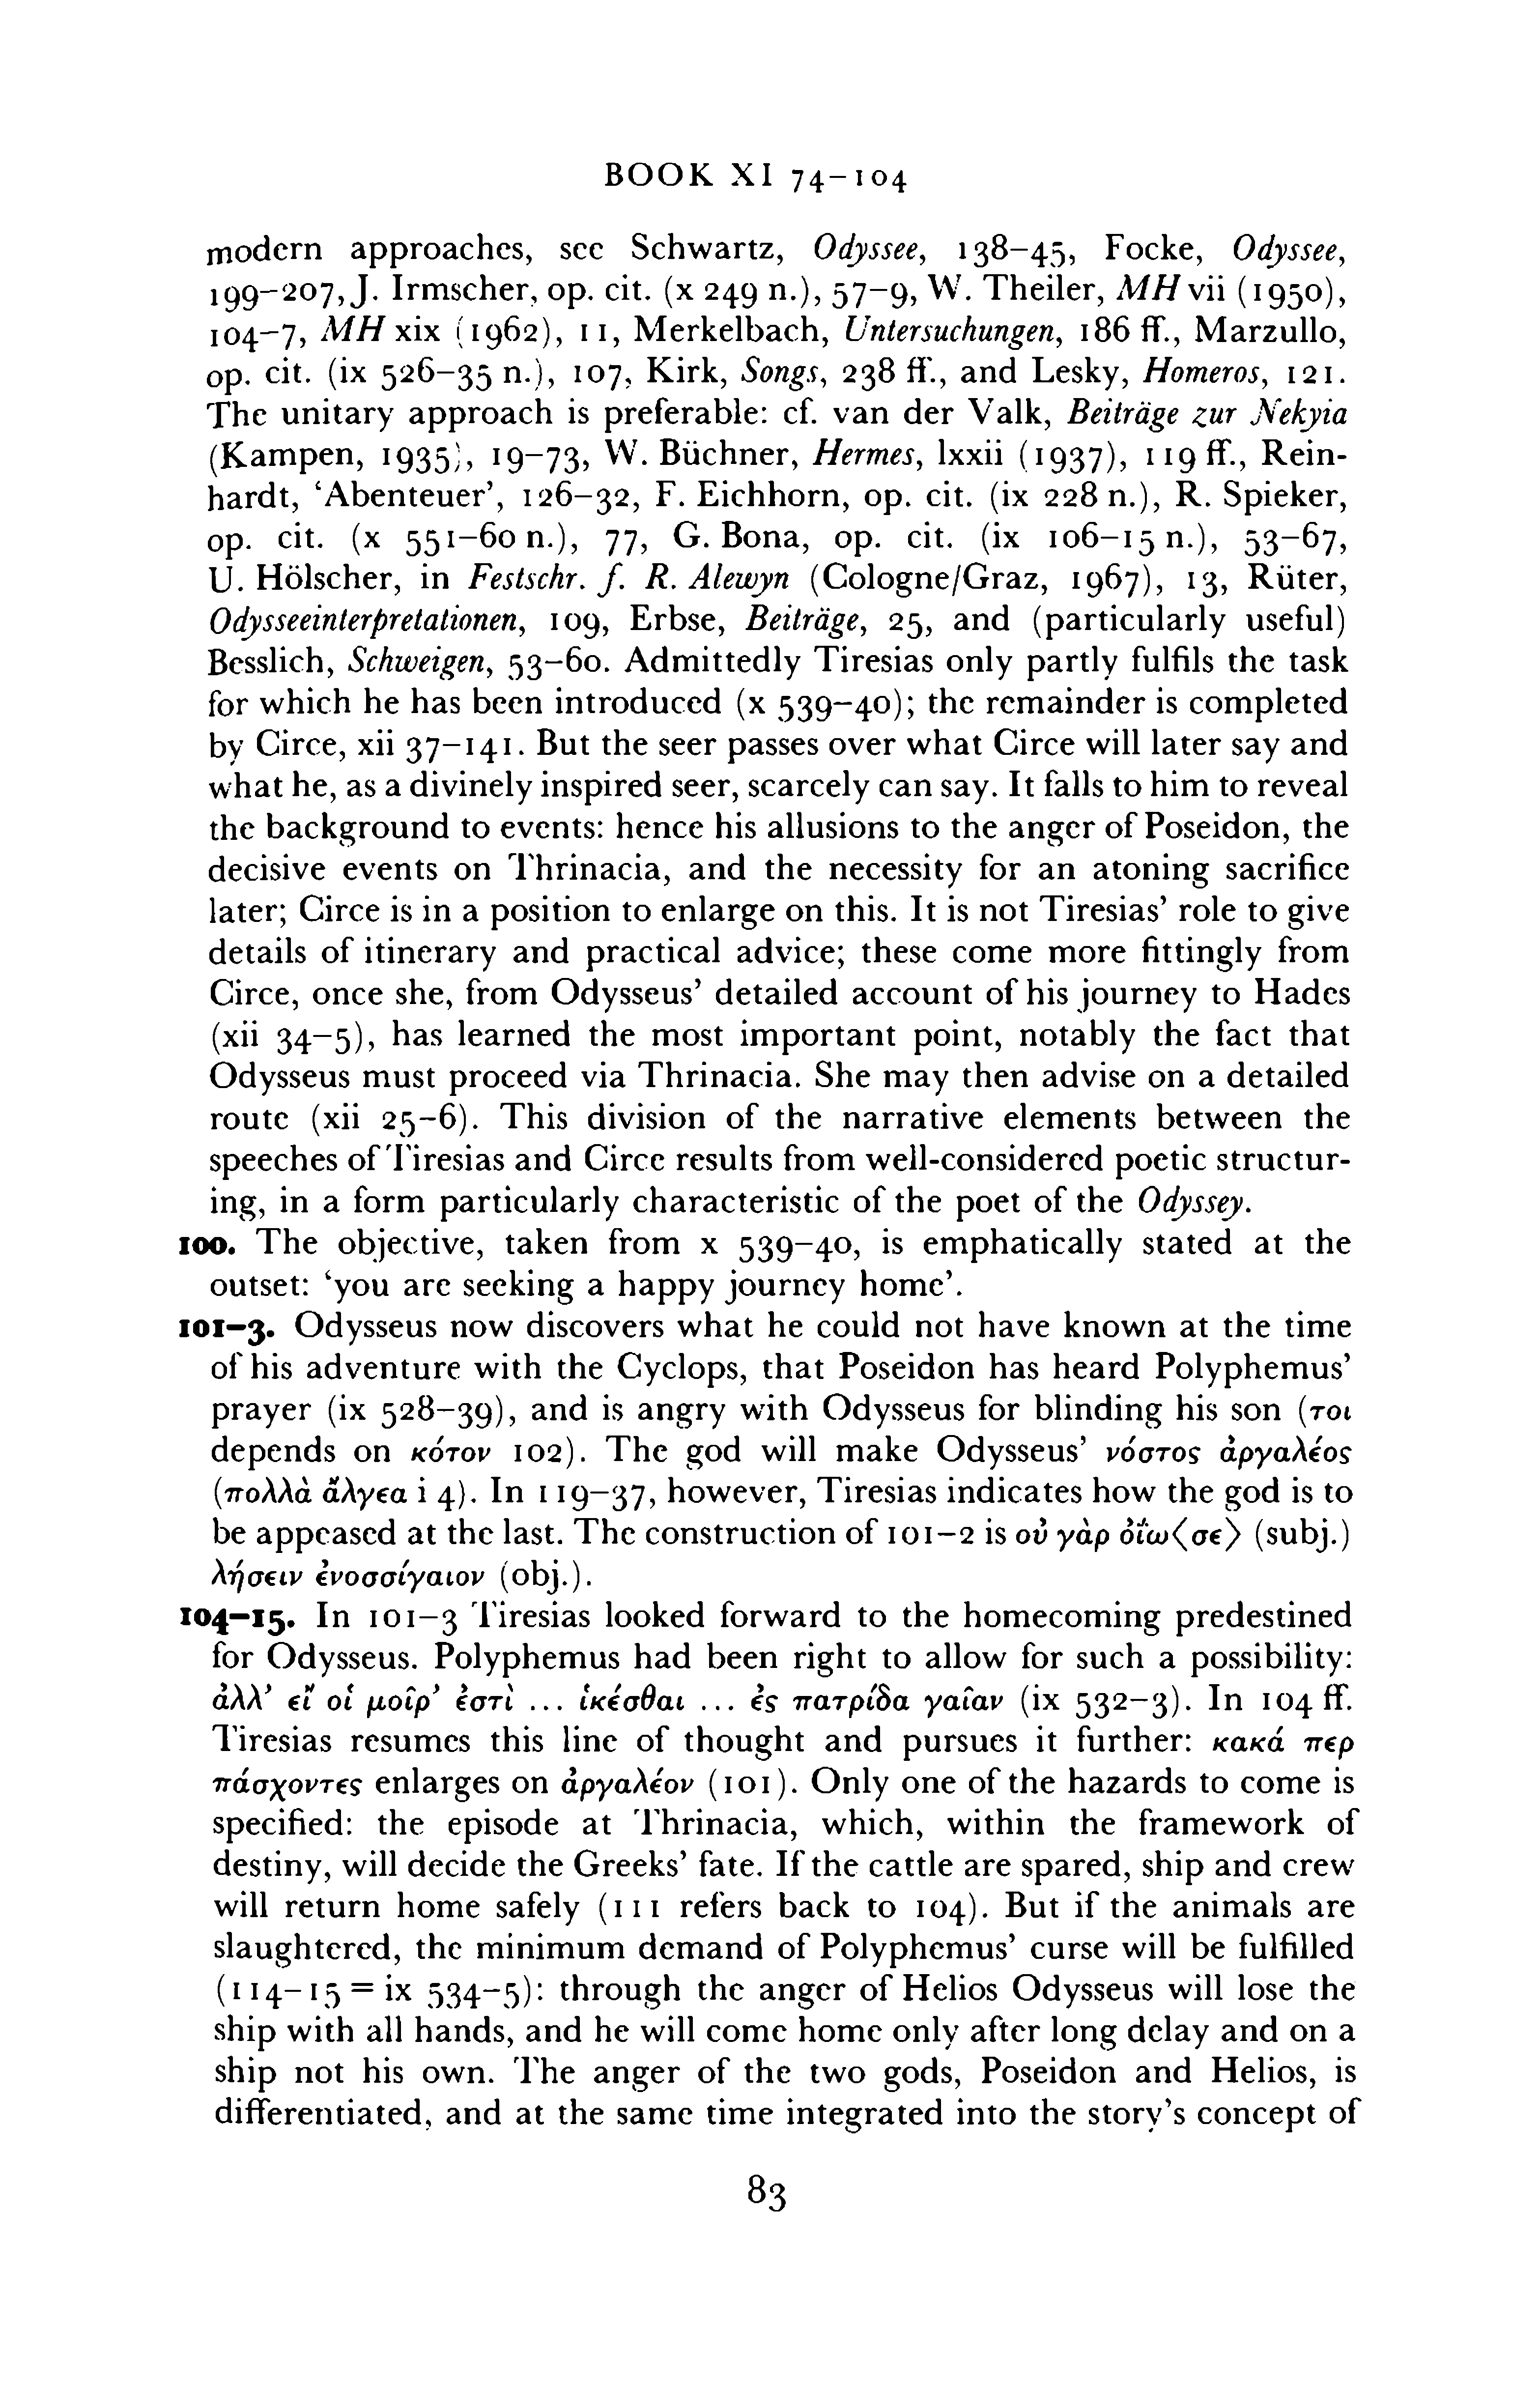 BOOK XI 74–104
modern approaches, see Schwartz, Odyssee, 138–45, Focke, Odyssee,
199–207, J. Irmscher, op. cit. (x 249 n.), 57–9, W. Theiler, MH vii (1950),
104–7, MH xix (1962), 11, Merkelbach, Untersuchungen, 186 ff., Marzullo,
op. cit. (ix 526–35 n.), 107, Kirk, Songs, 238 ff., and Lesky, Homeros, 121.
The unitary approach is preferable: cf. van der Valk, Beiträge zur Nekyia
(Kampen, 1935), 19–73, W. Büchner, Hermes, lxxii (1937), 119 ff., Rein-
hardt, ‘Abenteuer’, 126–32, F. Eichhorn, op. cit. (ix 228 n.), R. Spieker,
op. cit. (x 551–60 n.), 77, G. Bona, op. cit. (ix 106–15 n.), 53–67,
U. Hölscher, in Festschr. f. R. Alewyn (Cologne/Graz, 1967), 13, Rüter,
Odysseeinterpretationen, 109, Erbse, Beiträge, 25, and (particularly useful)
Besslich, Schweigen, 53–60. Admittedly Tiresias only partly fulfils the task
for which he has been introduced (x 539–40); the remainder is completed
by Circe, xii 37–141. But the seer passes over what Circe will later say and
what he, as a divinely inspired seer, scarcely can say. It falls to him to reveal
the background to events: hence his allusions to the anger of Poseidon, the
decisive events on Thrinacia, and the necessity for an atoning sacrifice
later; Circe is in a position to enlarge on this. It is not Tiresias’ role to give
details of itinerary and practical advice; these come more fittingly from
Circe, once she, from Odysseus’ detailed account of his journey to Hades
(xii 34–5), has learned the most important point, notably the fact that
Odysseus must proceed via Thrinacia. She may then advise on a detailed
route (xii 25–6). This division of the narrative elements between the
speeches of Tiresias and Circe results from well-considered poetic structur-
ing, in a form particularly characteristic of the poet of the Odyssey.
100. The objective, taken from x 539–40, is emphatically stated at the
outset: ‘you are seeking a happy journey home’.
101–3. Odysseus now discovers what he could not have known at the time
of his adventure with the Cyclops, that Poseidon has heard Polyphemus’
prayer (ix 528–39), and is angry with Odysseus for blinding his son (τοι
depends on κότον 102). The god will make Odysseus’ νόστος ἀργαλέος
(πολλὰ ἄλγεα i 4). In 119–37, however, Tiresias indicates how the god is to
be appeased at the last. The construction of 101–2 is οὐ γὰρ ὀΐω⟨σε⟩ (subj.)
λήσειν ἐνοσσίγαιον (obj.).
104–15. In 101–3 Tiresias looked forward to the homecoming predestined
for Odysseus. Polyphemus had been right to allow for such a possibility:
ἀλλ’ εἴ οἱ μοῖρ’ ἐστὶ ... ἱκέσθαι ... ἐς πατρίδα γαῖαν (ix 532–3). In 104 ff.
Tiresias resumes this line of thought and pursues it further: κακά περ
πάσχοντες enlarges on ἀργαλέον (101). Only one of the hazards to come is
specified: the episode at Thrinacia, which, within the framework of
destiny, will decide the Greeks’ fate. If the cattle are spared, ship and crew
will return home safely (111 refers back to 104). But if the animals are
slaughtered, the minimum demand of Polyphemus’ curse will be fulfilled
(114–15 = ix 534–5): through the anger of Helios Odysseus will lose the
ship with all hands, and he will come home only after long delay and on a
ship not his own. The anger of the two gods, Poseidon and Helios, is
differentiated, and at the same time integrated into the story’s concept of
83